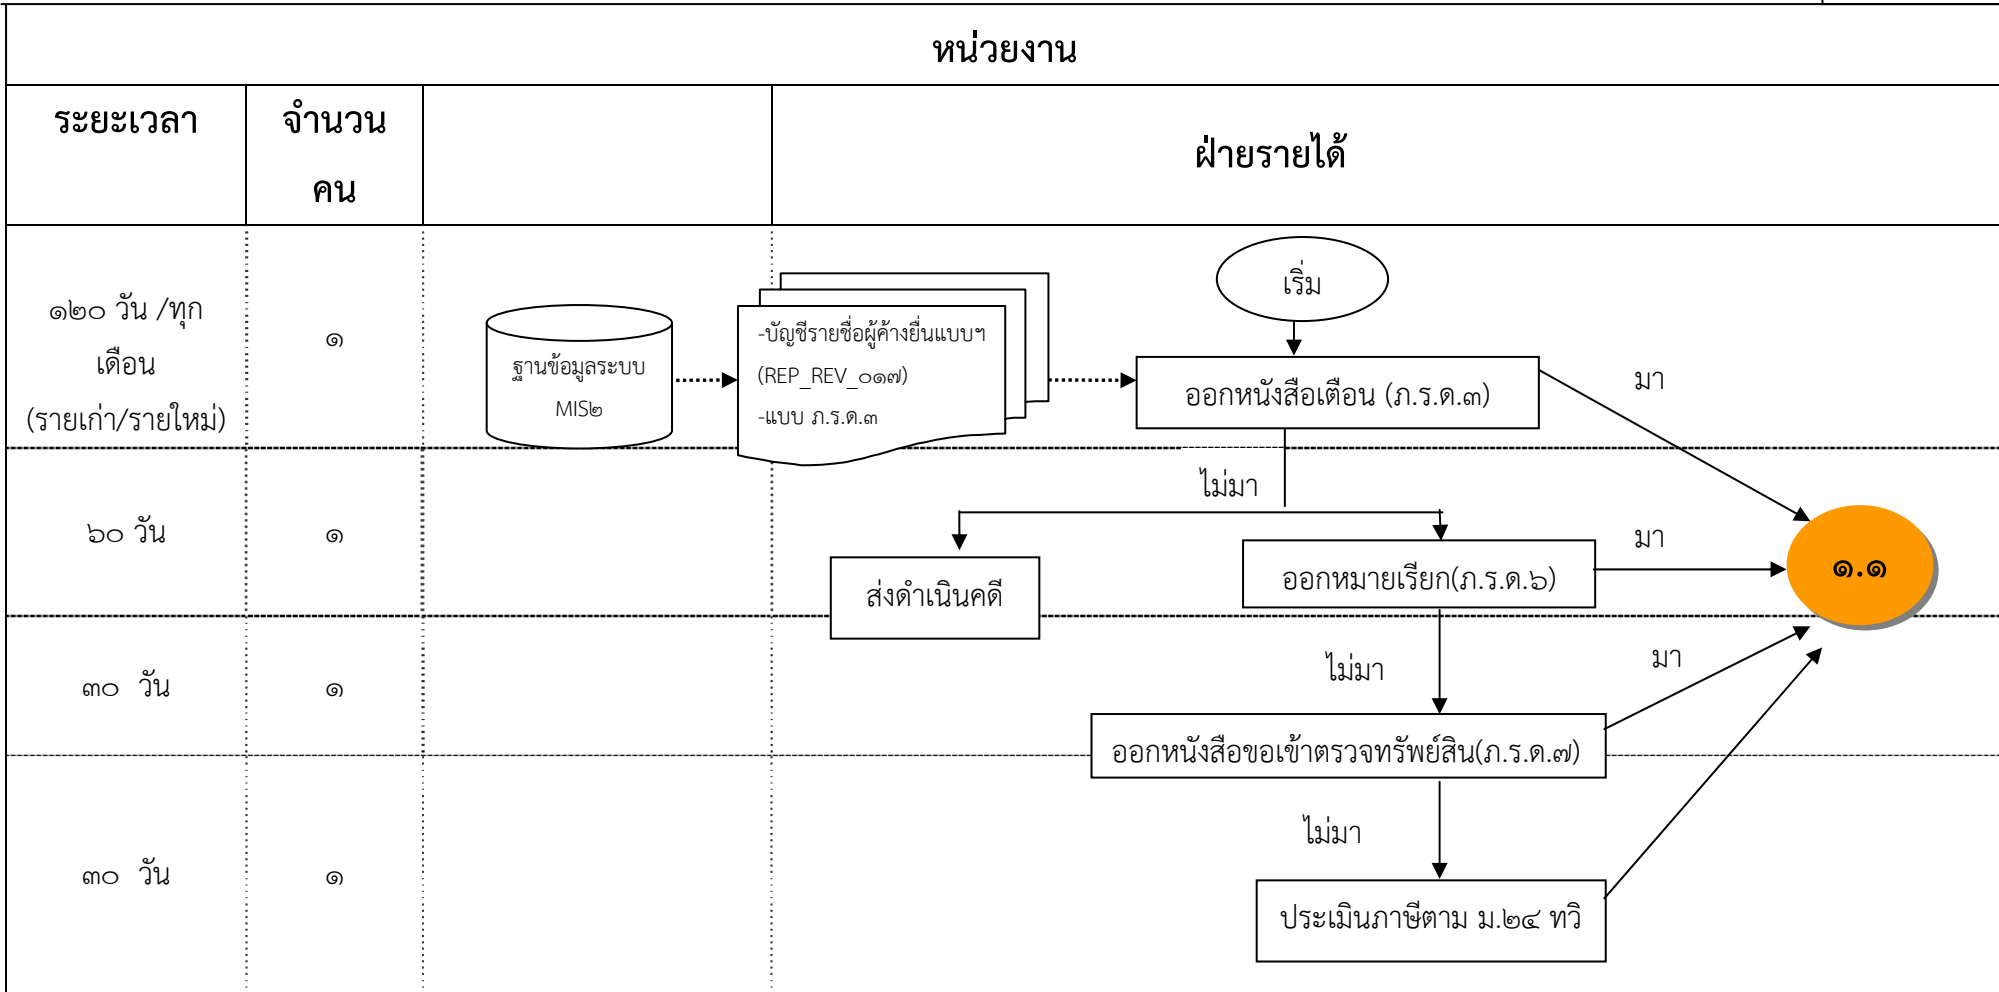 หน่วยงาน
ระยะเวลา
จำนวน
คน
ฝ่ายรายได้
เริ่ม
๑๒๐ วัน /ทุก
เดือน
(รายเก่า/รายใหม่)
๑
ฐานข้อมูลระบบ
MIS๒
-บัญชีรายชื่อผู้ค้างยื่นแบบฯ
(REP_REV_๐๑๗)
-แบบ ภ.ร.ด.๓
ออกหนังสือเตือน (ภ.ร.ด.๓)
มา
ไม่มา
๖๐ วัน
๑
ส่งดำเนินคดี
ออกหมายเรียก(ภ.ร.ด.๖)
มา
๑.๑
๓๐ วัน
๑
ไม่มา
มา
ออกหนังสือขอเข้าตรวจทรัพย์สิน(ภ.ร.ด.๗)
ไม่มา
๓๐ วัน
๑
ประเมินภาษีตาม ม.๒๔ ทวิ